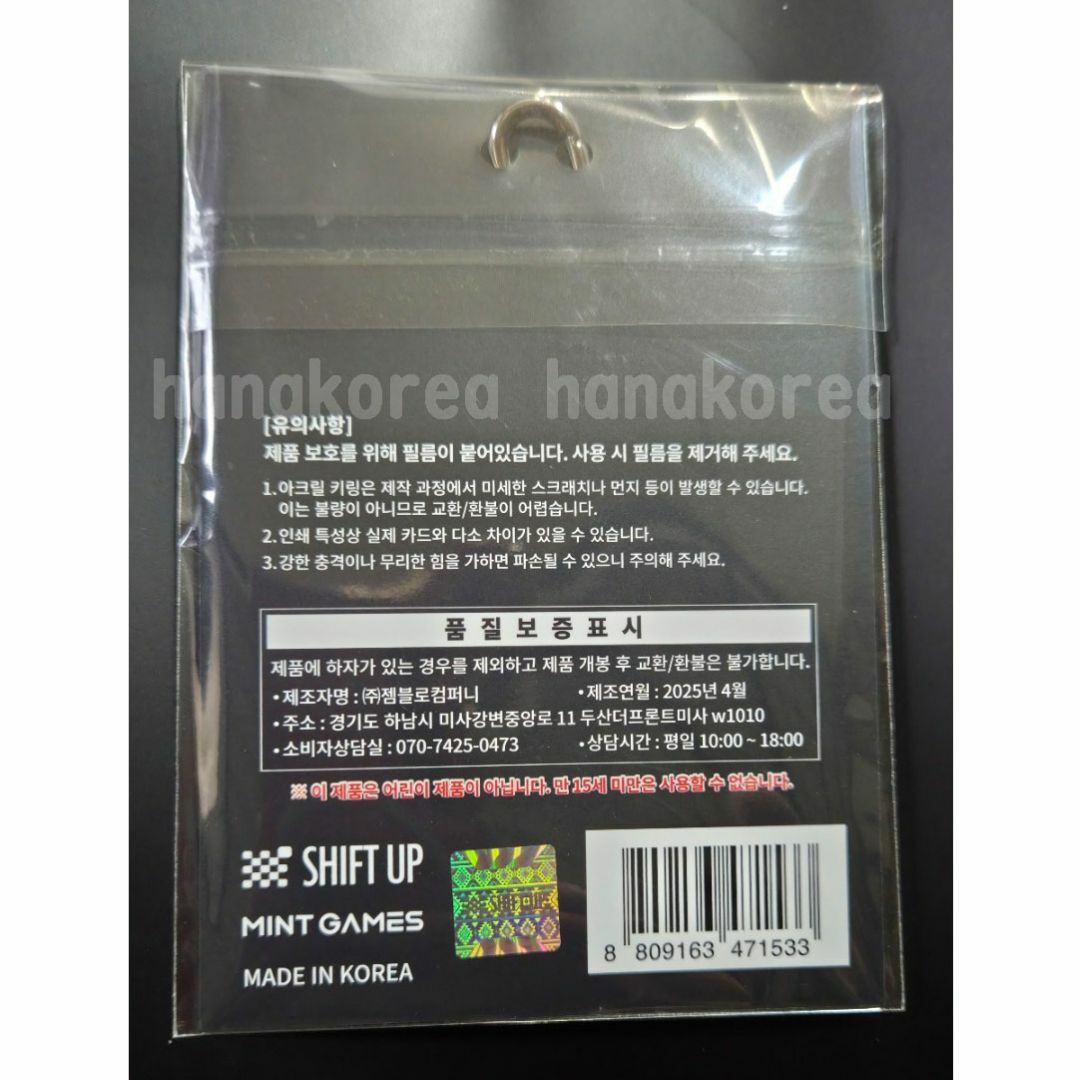 hanakorea hanakorea
[유의사항]
제품 보호를 위해 필름이 붙어있습니다. 사용 시 필름을 제거해 주세요.
1. 아크릴 키링은 제작 과정에서 미세한 스크래치나 먼지 등이 발생할 수 있습니다.
이는 불량이 아니므로 교환/환불이 어렵습니다.
2. 인쇄 특성상 실제 카드와 다소 차이가 있을 수 있습니다.
3. 강한 충격이나 무리한 힘을 가하면 파손될 수 있으니 주의해 주세요.
품질보증표시
제품에 하자가 있는 경우를 제외하고 제품 개봉 후 교환/환불은 불가합니다.
• 제조자명 : ㈜젬블로컴퍼니 • 제조연월 : 2025년 4월
• 주소 : 경기도 하남시 미사강변중앙로 11 두산더프론트미사 w1010
• 소비자상담실 : 070-7425-0473 • 상담시간 : 평일 10:00 ~ 18:00
※ 이 제품은 어린이 제품이 아닙니다. 만 15세 미만은 사용할 수 없습니다.
SHIFT UP
SHIFT UP
MINT GAMES
MADE IN KOREA
8 809163 471533